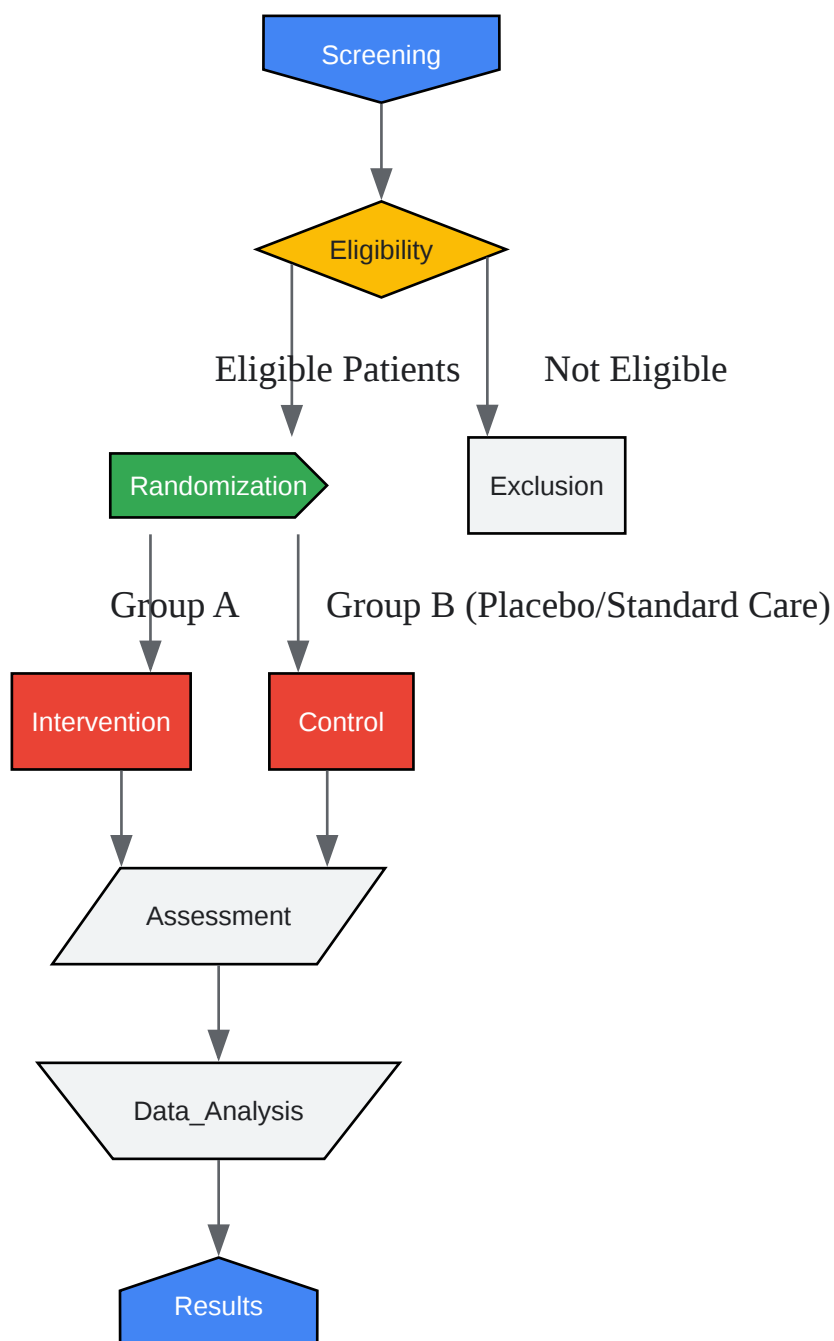 Screening
Eligibility
Eligible Patients
Not Eligible
Randomization
Exclusion
Group A
Group B (Placebo/Standard Care)
Intervention
Control
Assessment
Data_Analysis
Results